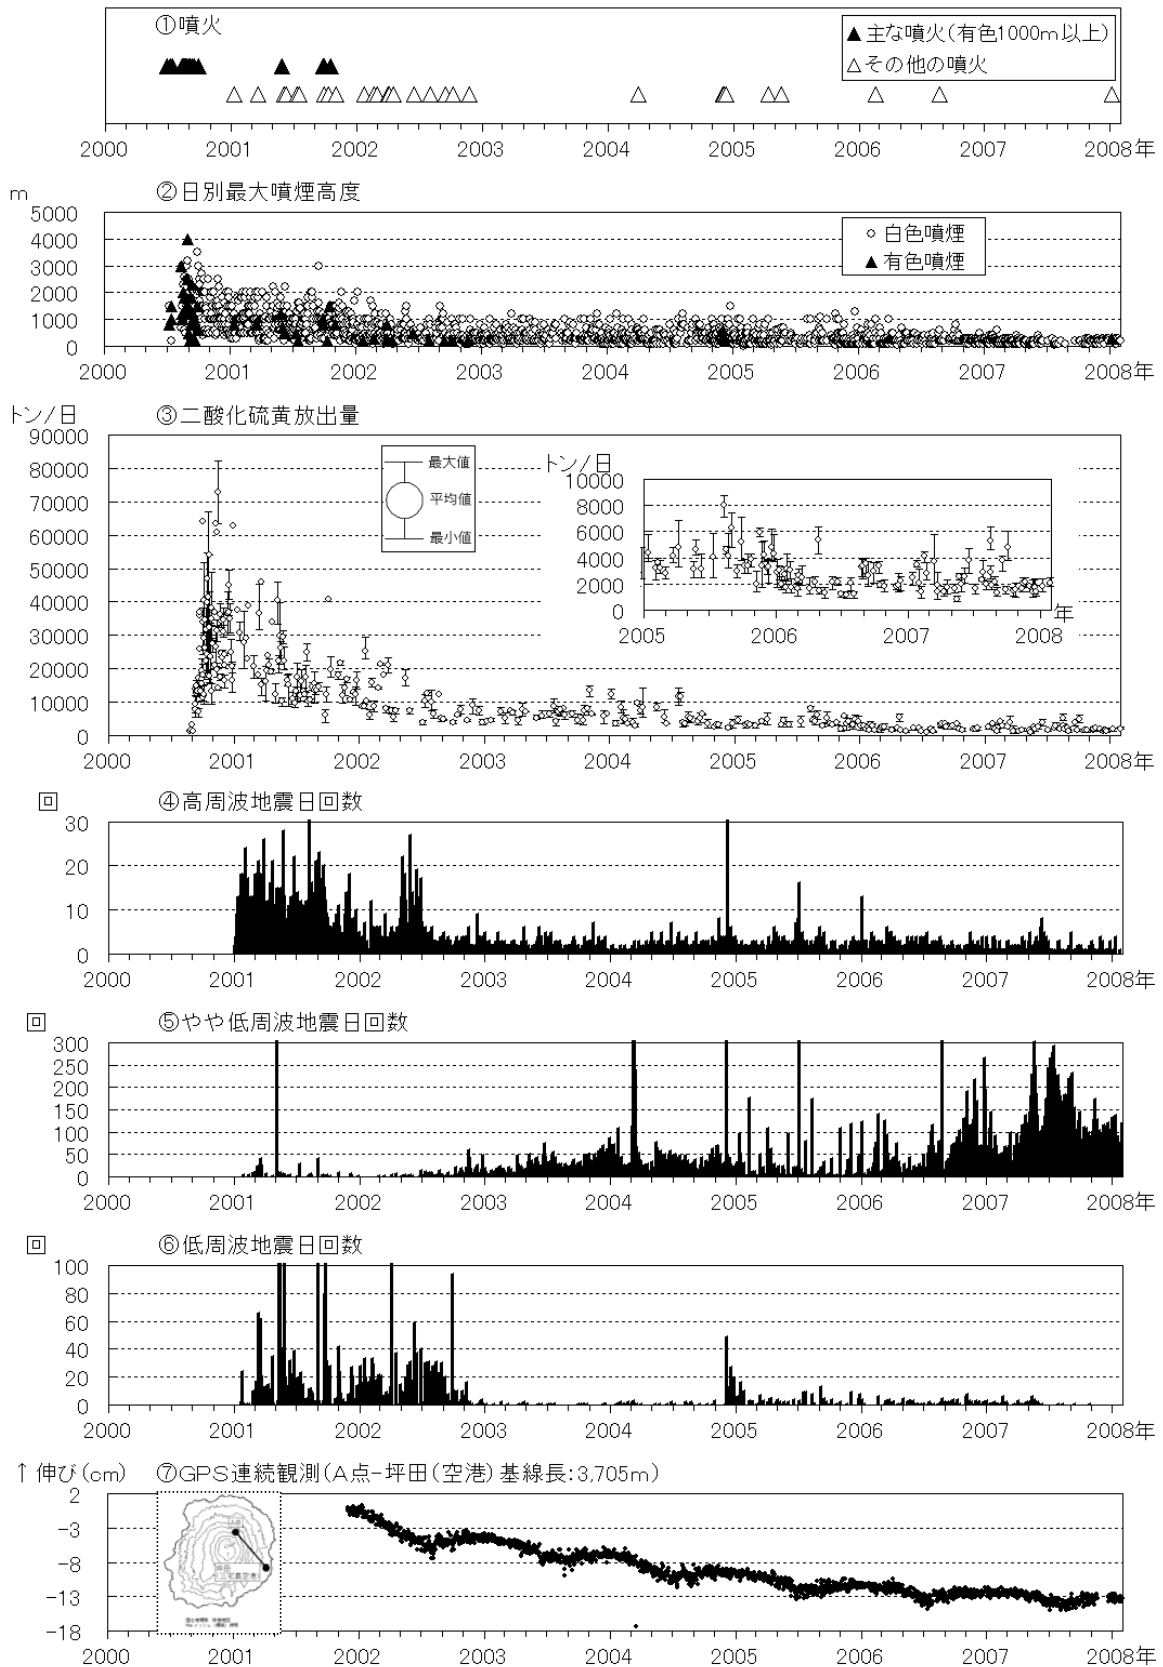 ①噴火
▲主な噴火(有色1000m以上)
△その他の噴火
2000 2001 2002 2003 2004 2005 2006 2007 2008年
m ②日別最大噴煙高度
5000
4000
3000
2000
1000
0
○ 白色噴煙
▲ 有色噴煙
2000 2001 2002 2003 2004 2005 2006 2007 2008年
トン/日 ③二酸化硫黄放出量
90000
80000
70000
60000
50000
40000
30000
20000
10000
0
最大値
平均値
最小値
トン/日
10000
8000
6000
4000
2000
0
年
2005 2006 2007 2008
2000 2001 2002 2003 2004 2005 2006 2007 2008年
回 ④高周波地震日回数
30
20
10
0
2000 2001 2002 2003 2004 2005 2006 2007 2008年
回 ⑤やや低周波地震日回数
300
250
200
150
100
50
0
2000 2001 2002 2003 2004 2005 2006 2007 2008年
回 ⑥低周波地震日回数
100
80
60
40
20
0
2000 2001 2002 2003 2004 2005 2006 2007 2008年
↑伸び(cm) ⑦GPS連続観測(A点-坪田(空港)基線長:3,705m)
2
-3
-8
-13
-18
A点
坪田
(三宅島空港)
2000 2001 2002 2003 2004 2005 2006 2007 2008年